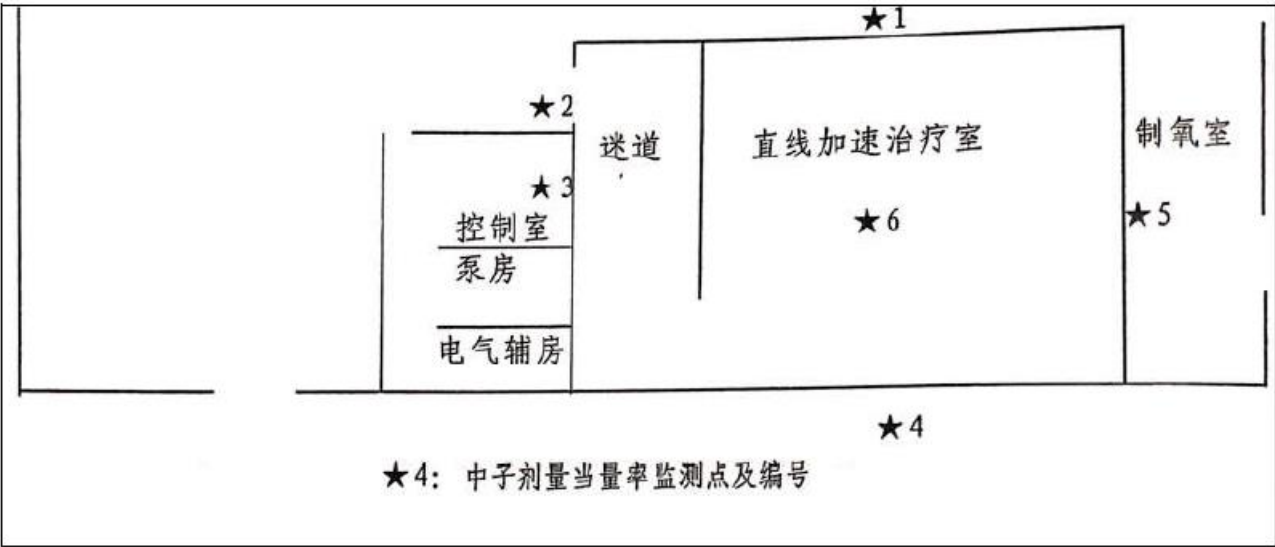 ★1
★2
迷道
直线加速治疗室
制氧室
★3
控制室
★6
★5
泵房
电气辅房
★4
★4: 中子剂量当量率监测点及编号